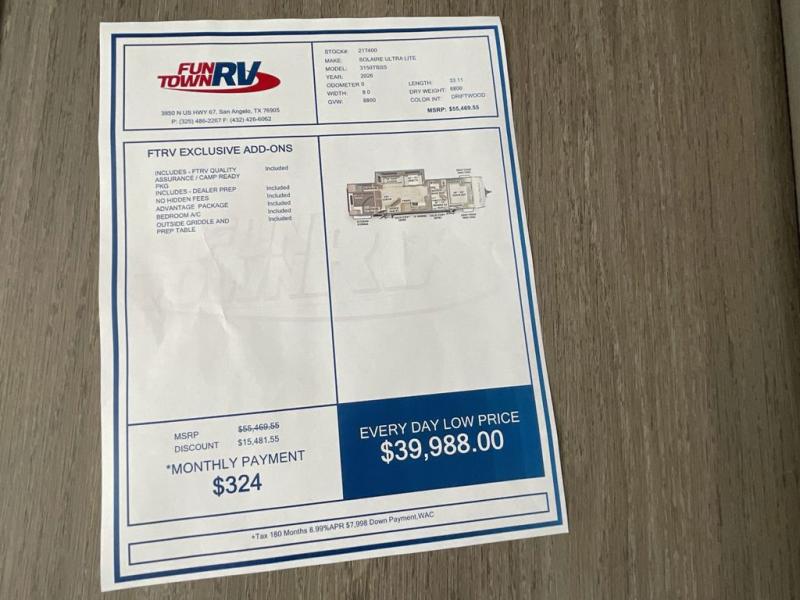 FUN TOWN RV
3950 N US HWY 67, San Angelo, TX 76905
P: (325) 486-2267 F: (432) 426-6062
STOCK#: 217400
MAKE: SOLAIRE ULTRA LITE
MODEL: 3150TBSS
YEAR: 2026
ODOMETER 0 LENGTH: 33.11
WIDTH: 8.0 DRY WEIGHT: 6800
GVW: 8800 COLOR INT: DRIFTWOOD
MSRP: $55,469.55
FTRV EXCLUSIVE ADD-ONS
INCLUDES - FTRV QUALITY Included
ASSURANCE / CAMP READY
PKG
INCLUDES - DEALER PREP Included
NO HIDDEN FEES Included
ADVANTAGE PACKAGE Included
BEDROOM A/C Included
OUTSIDE GRIDDLE AND Included
PREP TABLE
MSRP $55,469.55
DISCOUNT $15,481.55
*MONTHLY PAYMENT
$324
EVERY DAY LOW PRICE
$39,988.00
+Tax 180 Months 8.99%APR $7,998 Down Payment,WAC